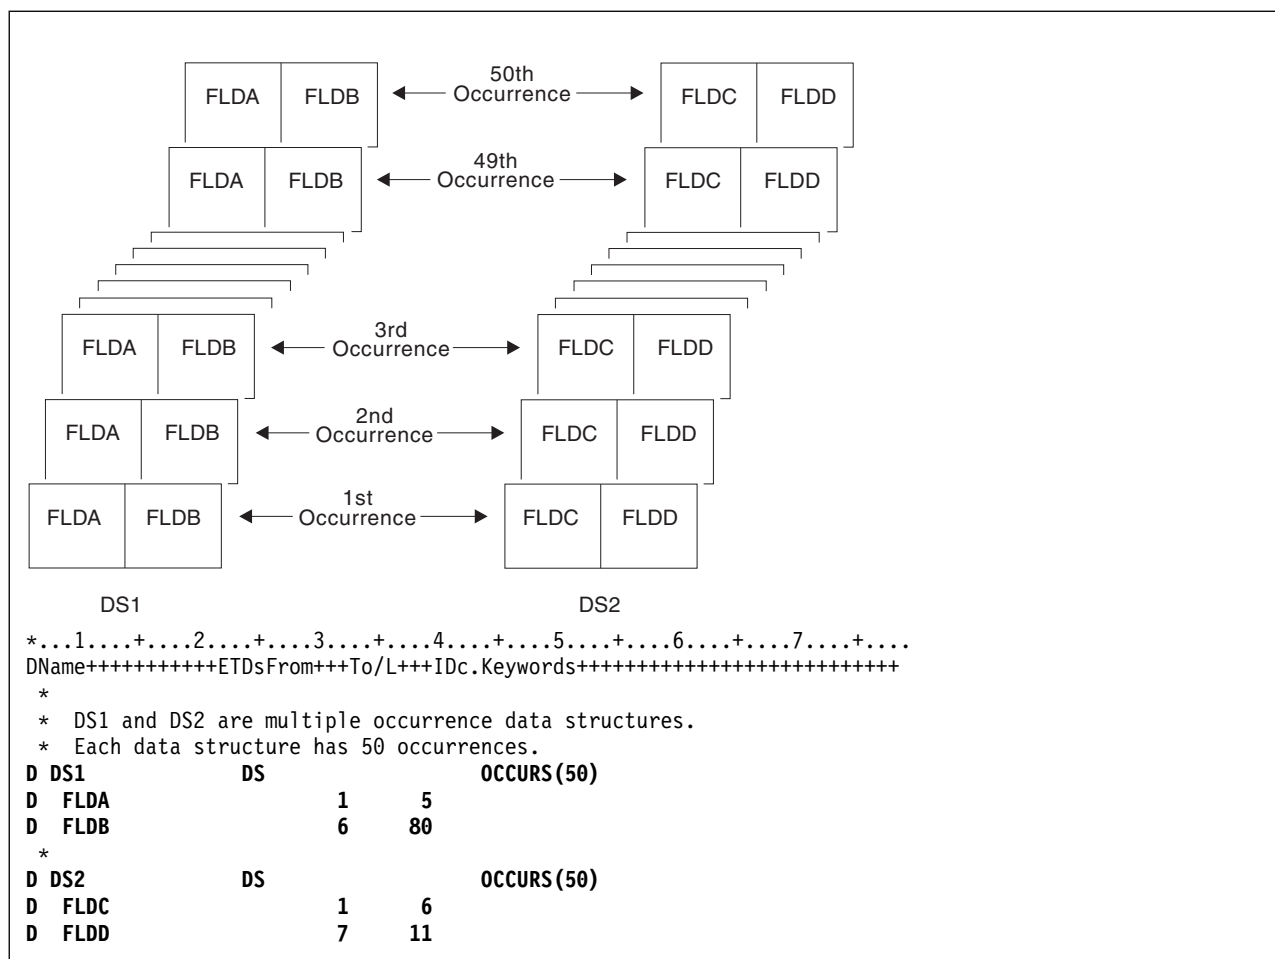 50th
FLDA FLDB Occurrence FLDC FLDD
49th
FLDA FLDB Occurrence FLDC FLDD
3rd
FLDA FLDB Occurrence FLDC FLDD
2nd
FLDA FLDB Occurrence FLDC FLDD
1st
FLDA FLDB Occurrence FLDC FLDD
DS1 DS2
*...1....+....2....+....3....+....4....+....5....+....6....+....7....+....
DName+++++++++++ETDsFrom+++To/L+++IDc.Keywords+++++++++++++++++++++++++++
*
* DS1 and DS2 are multiple occurrence data structures.
* Each data structure has 50 occurrences.
D DS1 DS OCCURS(50)
D FLDA 1 5
D FLDB 6 80
*
D DS2 DS OCCURS(50)
D FLDC 1 6
D FLDD 7 11